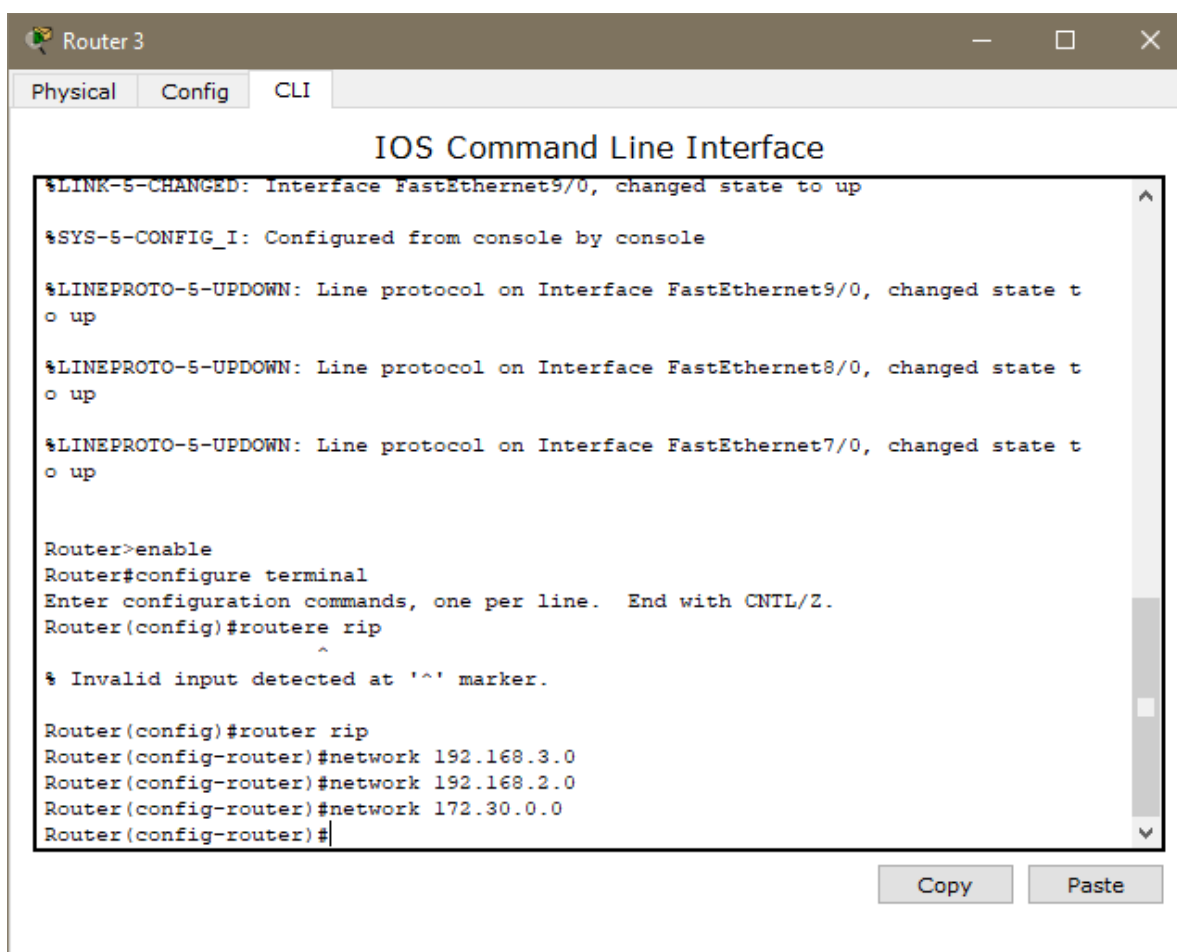 Router 3
Physical Config CLI
IOS Command Line Interface
%LINK-5-CHANGED: Interface FastEthernet9/0, changed state to up
%SYS-5-CONFIG_I: Configured from console by console
%LINEPROTO-5-UPDOWN: Line protocol on Interface FastEthernet9/0, changed state t
o up
%LINEPROTO-5-UPDOWN: Line protocol on Interface FastEthernet8/0, changed state t
o up
%LINEPROTO-5-UPDOWN: Line protocol on Interface FastEthernet7/0, changed state t
o up
Router>enable
Router#configure terminal
Enter configuration commands, one per line.  End with CNTL/Z.
Router(config)#routere rip
^
% Invalid input detected at '^' marker.
Router(config)#router rip
Router(config-router)#network 192.168.3.0
Router(config-router)#network 192.168.2.0
Router(config-router)#network 172.30.0.0
Router(config-router)#
Copy Paste